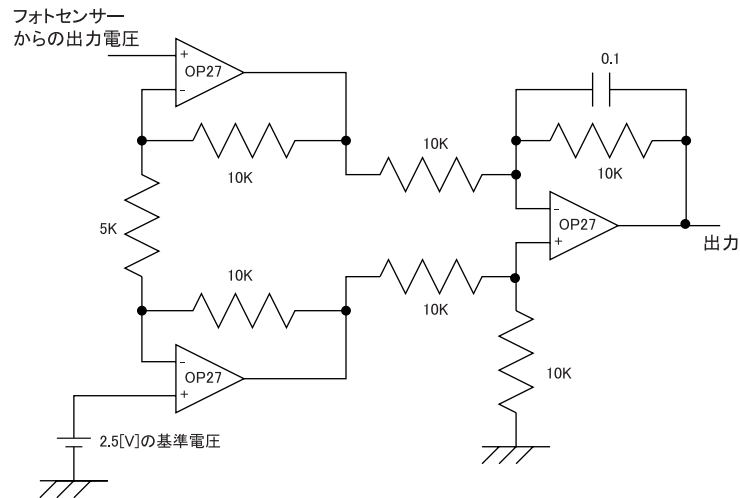 フォトセンサー
からの出力電圧
+
OP27
-
10K
5K
10K
-
OP27
+
2.5[V]の基準電圧
10K
10K
0.1
10K
-
OP27
+
出力
10K